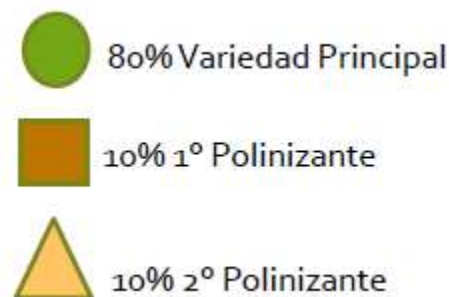 80% Variedad Principal
10% 1º Polinizante
10% 2º Polinizante